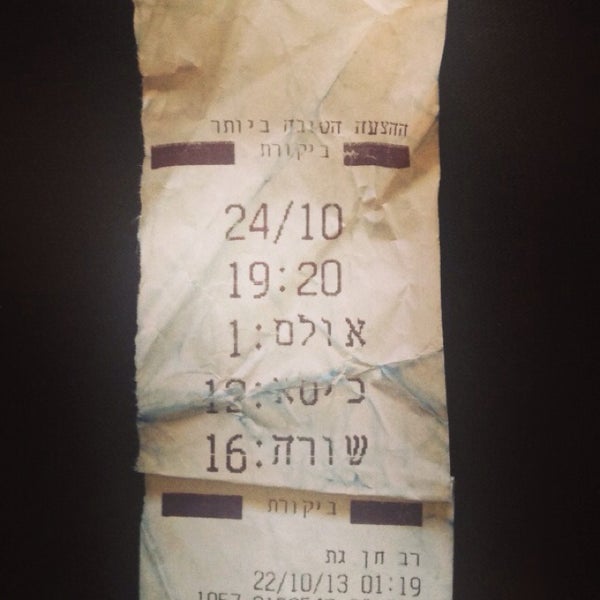 ההצעה הטובה ביותר
ביקורת
24/10
19:20
אולם:1
כיסא:12
שורה:16
ביקורת
רב חן גת
22/10/13 01:19